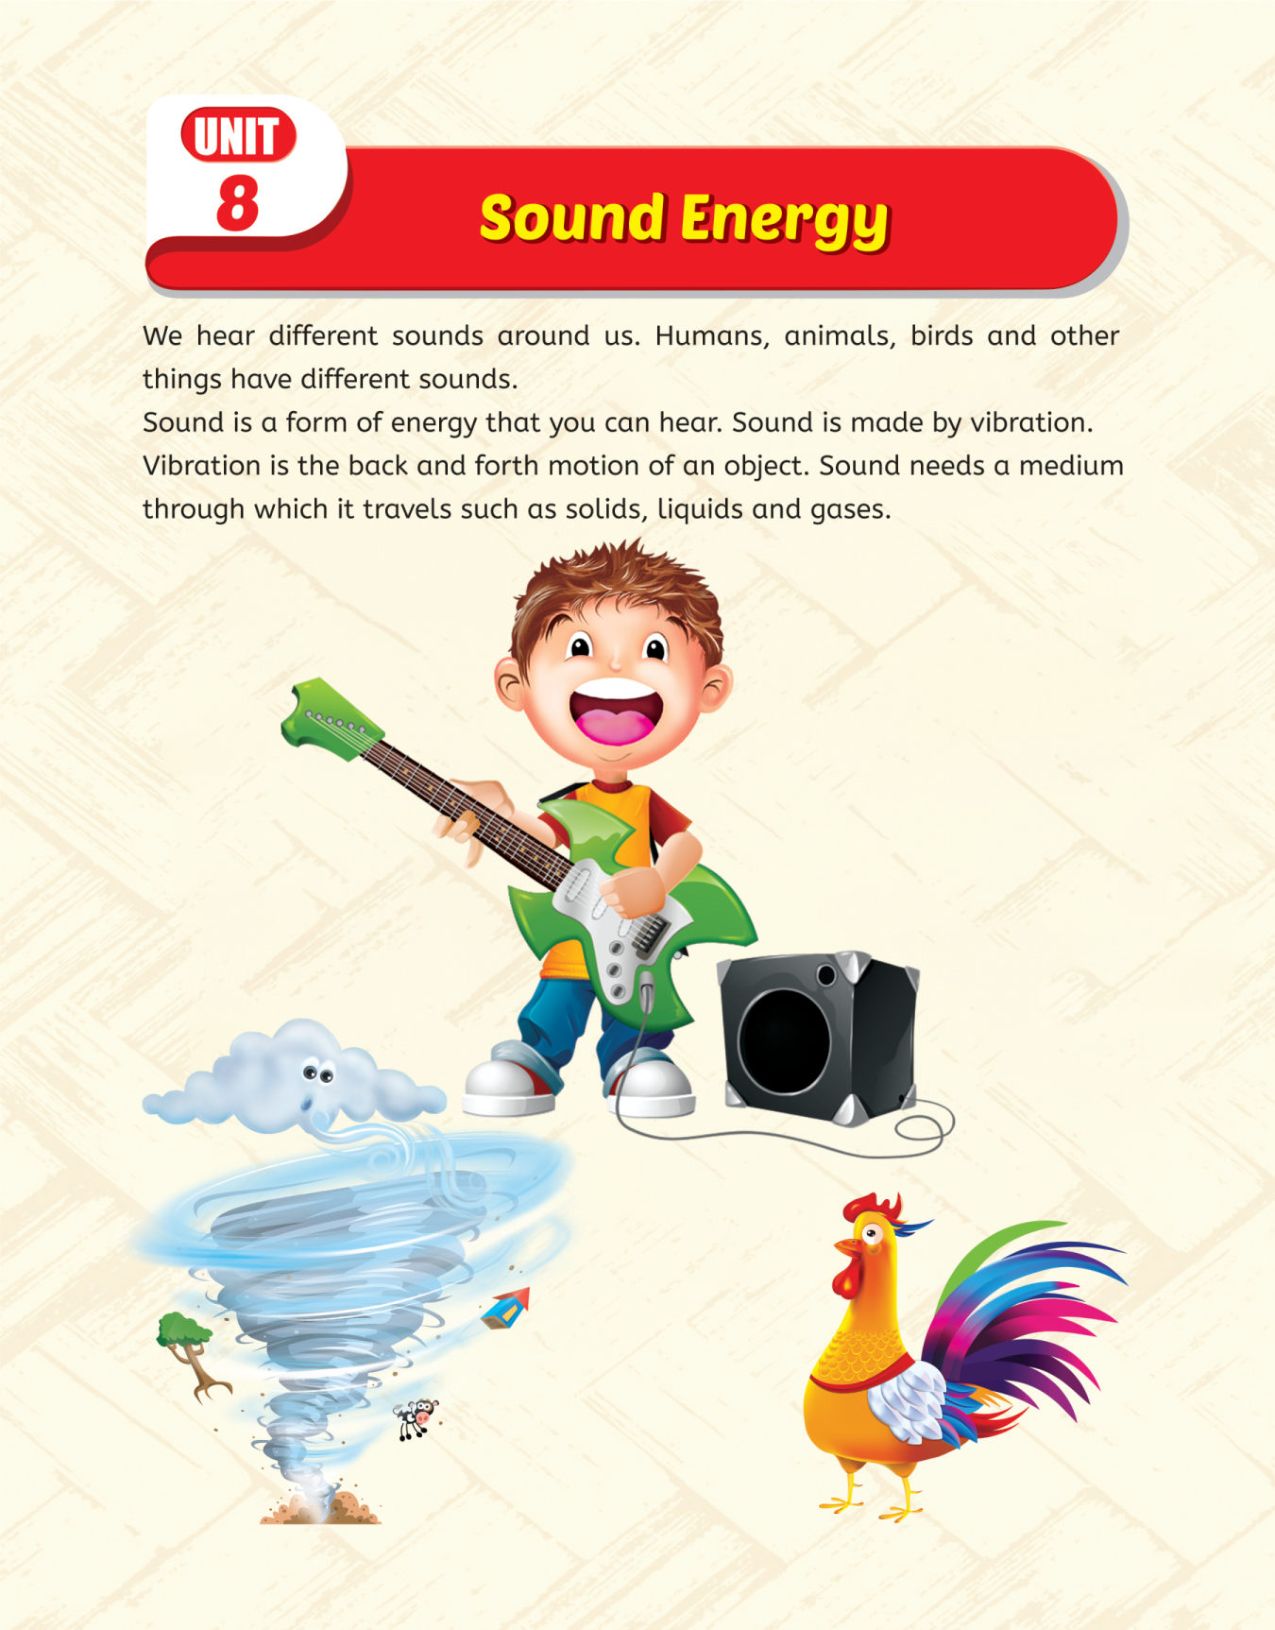 UNIT
8
Sound Energy
We hear different sounds around us. Humans, animals, birds and other
things have different sounds.
Sound is a form of energy that you can hear. Sound is made by vibration.
Vibration is the back and forth motion of an object. Sound needs a medium
through which it travels such as solids, liquids and gases.